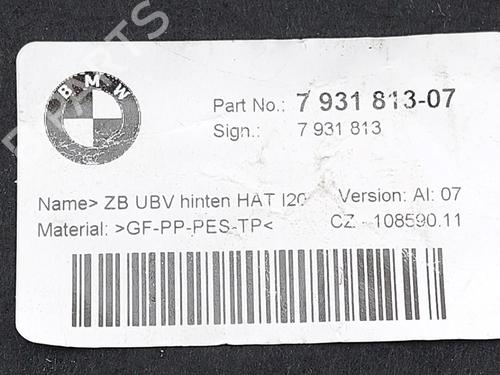 BMW
Part No.: 7 931 813-07
Sign.: 7 931 813
Name> ZB UBV hinten HAT I20 Version: AI: 07
Material: >GF-PP-PES-TP< CZ - 108590.11
PARTS